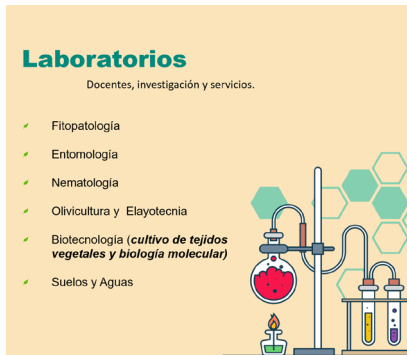 Laboratorios
Docentes, investigación y servicios.
Fitopatología
Entomología
Nematología
Olivicultura y Elayotecnia
Biotecnología (cultivo de tejidos
vegetales y biología molecular)
Suelos y Aguas